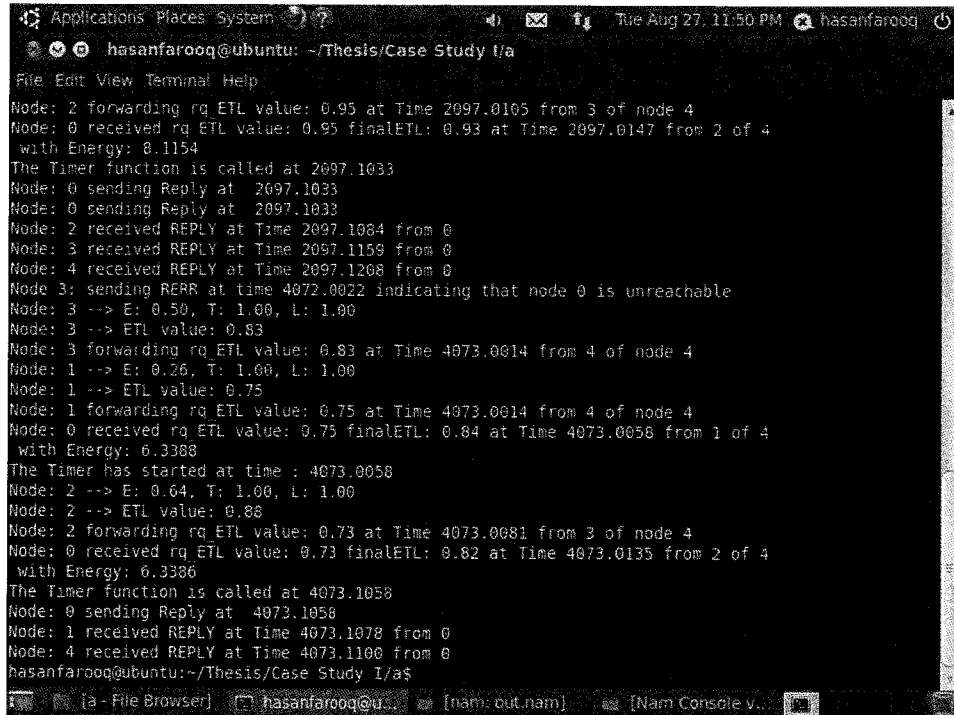 Applications Places System
Tue Aug 27, 11:50 PM hasanfarooq
hasanfarooq@ubuntu: ~/Thesis/Case Study I/a
File Edit View Terminal Help
Node: 2 forwarding rq_ETL value: 0.95 at Time 2097.0105 from 3 of node 4
Node: 0 received rq_ETL value: 0.95 finalETL: 0.93 at Time 2097.0147 from 2 of 4
with Energy: 8.1154
The Timer function is called at 2097.1033
Node: 0 sending Reply at 2097.1033
Node: 0 sending Reply at 2097.1033
Node: 2 received REPLY at Time 2097.1084 from 0
Node: 3 received REPLY at Time 2097.1159 from 0
Node: 4 received REPLY at Time 2097.1208 from 0
Node 3: sending RERR at time 4072.0022 indicating that node 0 is unreachable
Node: 3 --> E: 0.50, T: 1.00, L: 1.00
Node: 3 --> ETL value: 0.83
Node: 3 forwarding rq_ETL value: 0.83 at Time 4073.0014 from 4 of node 4
Node: 1 --> E: 0.26, T: 1.00, L: 1.00
Node: 1 --> ETL value: 0.75
Node: 1 forwarding rq_ETL value: 0.75 at Time 4073.0014 from 4 of node 4
Node: 0 received rq_ETL value: 0.75 finalETL: 0.84 at Time 4073.0058 from 1 of 4
with Energy: 6.3388
The Timer has started at time : 4073.0058
Node: 2 --> E: 0.64, T: 1.00, L: 1.00
Node: 2 --> ETL value: 0.88
Node: 2 forwarding rq_ETL value: 0.73 at Time 4073.0081 from 3 of node 4
Node: 0 received rq_ETL value: 0.73 finalETL: 0.82 at Time 4073.0135 from 2 of 4
with Energy: 6.3386
The Timer function is called at 4073.1058
Node: 0 sending Reply at 4073.1058
Node: 1 received REPLY at Time 4073.1078 from 0
Node: 4 received REPLY at Time 4073.1100 from 0
hasanfarooq@ubuntu:~/Thesis/Case Study I/a$
[a - File Browser] hasanfarooq@u... [nam: out.nam] [Nam Console v...